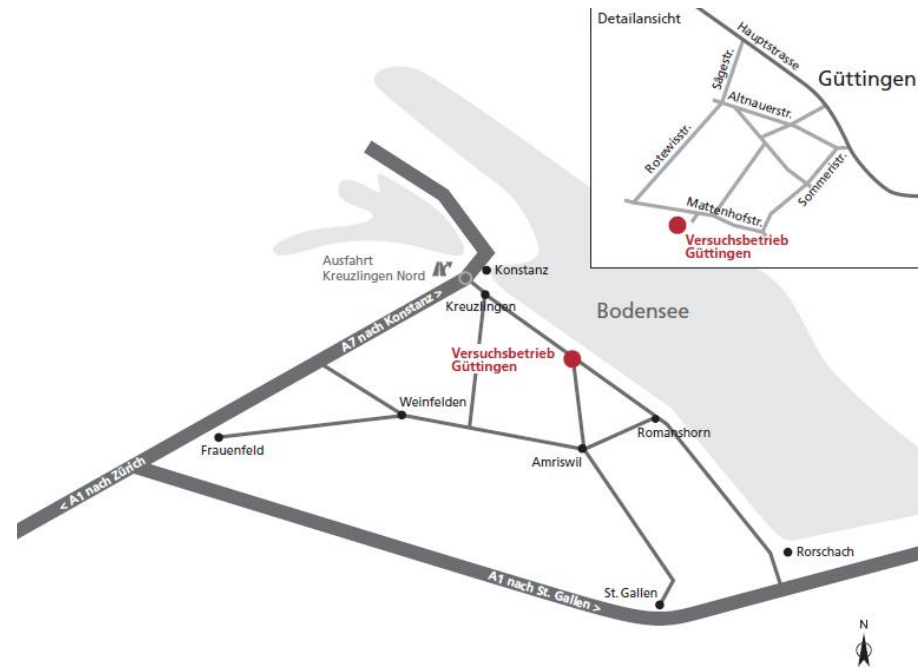 Detailansicht
Hauptstrasse
Güttingen
Sägestr.
Altnauerstr.
Rotewisstr.
Sommeristr.
Mattenhofstr.
Versuchsbetrieb
Güttingen
Ausfahrt
Kreuzlingen Nord
Konstanz
Kreuzlingen
Bodensee
A7 nach Konstanz >
Versuchsbetrieb
Güttingen
Weinfelden
Frauenfeld
Romanshorn
Amriswil
< A1 nach Zürich
A1 nach St. Gallen >
Rorschach
St. Gallen
N